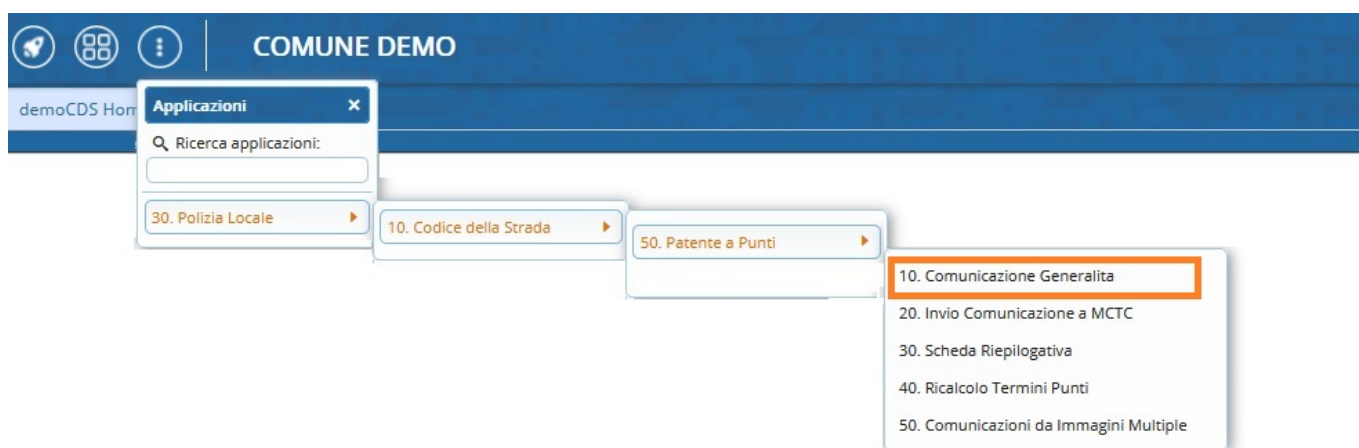 COMUNE DEMO
demoCDS Hom
Applicazioni
Ricerca applicazioni:
30. Polizia Locale
10. Codice della Strada
50. Patente a Punti
10. Comunicazione Generalita
20. Invio Comunicazione a MCTC
30. Scheda Riepilogativa
40. Ricalcolo Termini Punti
50. Comunicazioni da Immagini Multiple